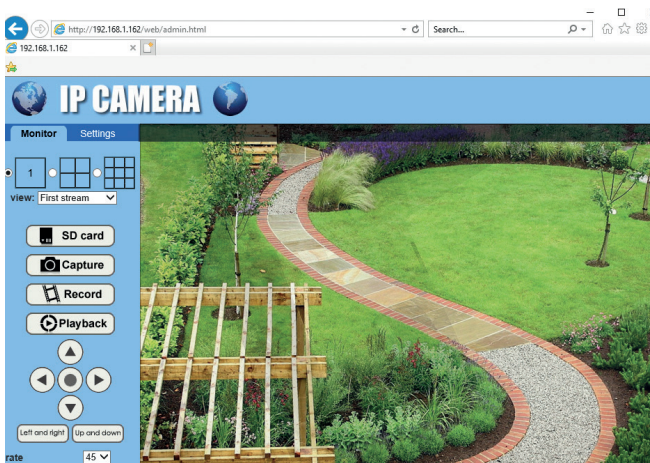 http://192.168.1.162/web/admin.html
Search...
192.168.1.162
IP CAMERA
Monitor Settings
1
view: First stream
SD card
Capture
Record
Playback
Left and right Up and down
rate 45